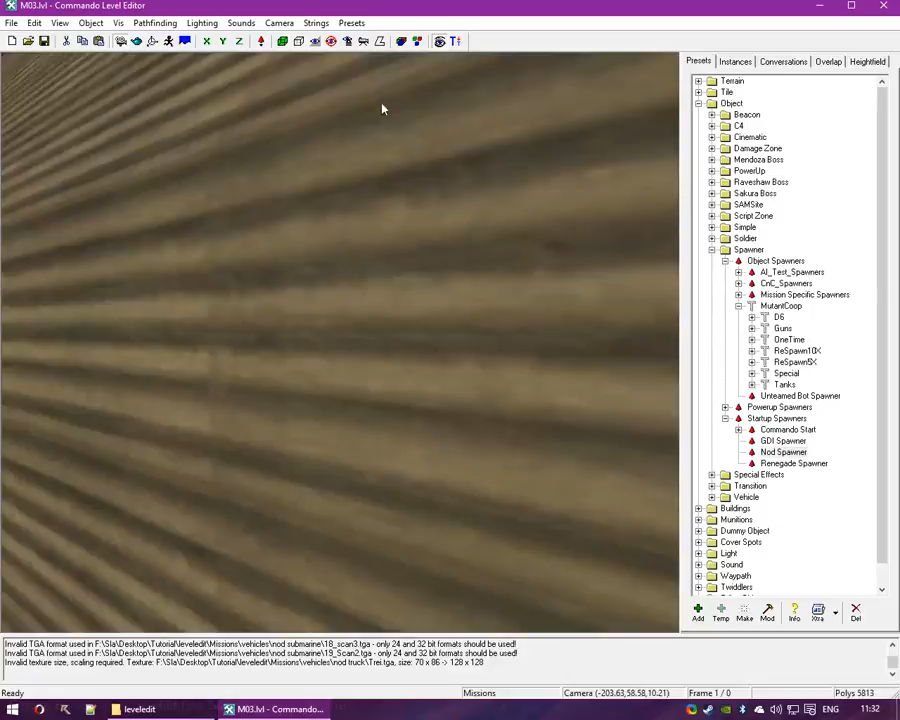 M03.lvl - Commando Level Editor
File Edit View Object Vis Pathfinding Lighting Sounds Camera Strings Presets
X Y Z
Presets Instances Conversations Overlap Heightfield
Terrain
Tile
Object
Beacon
C4
Cinematic
Damage Zone
Mendoza Boss
PowerUp
Raveshaw Boss
Sakura Boss
SAMSite
Script Zone
Simple
Soldier
Spawner
Object Spawners
AI_Test_Spawners
CnC_Spawners
Mission Specific Spawners
MutantCoop
D6
Guns
OneTime
ReSpawn10X
ReSpawn5X
Special
Tanks
Unteamed Bot Spawner
Powerup Spawners
Startup Spawners
Commando Start
GDI Spawner
Nod Spawner
Renegade Spawner
Special Effects
Transition
Vehicle
Buildings
Munitions
Dummy Object
Cover Spots
Light
Sound
Waypath
Twiddlers
Add Temp Make Mod Info Xtra Del
Invalid TGA format used in F:\Sla\Desktop\Tutorial\leveledit\Missions\vehicles\nod submarine\18_scan3.tga - only 24 and 32 bit formats should be used!
Invalid TGA format used in F:\Sla\Desktop\Tutorial\leveledit\Missions\vehicles\nod submarine\19_Scan2.tga - only 24 and 32 bit formats should be used!
Invalid texture size, scaling required. Texture: F:\Sla\Desktop\Tutorial\leveledit\Missions\vehicles\nod truck\Trei.tga, size: 70 x 86 -> 128 x 128
Ready Missions Camera (-203.63,58.58,10.21) Frame 1 / 0 Polys 5813
leveledit M03.lvl - Commando... ENG 11:32